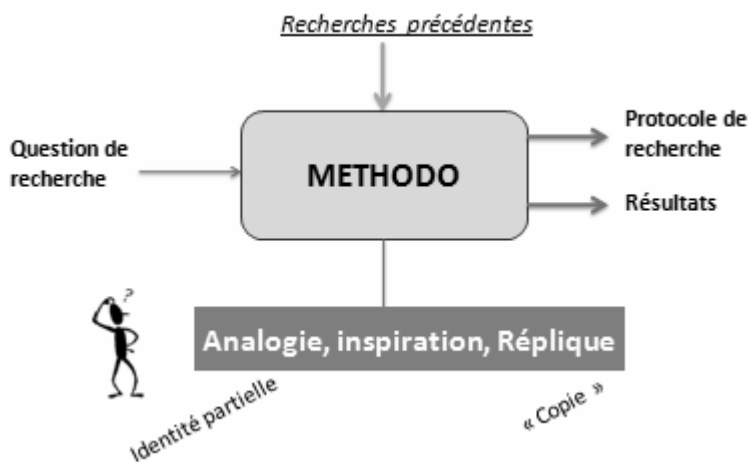 Recherches précédentes
Question de
recherche
METHODO
Protocole de
recherche
Résultats
?
Analogie, inspiration, Réplique
Identité partielle
« Copie »